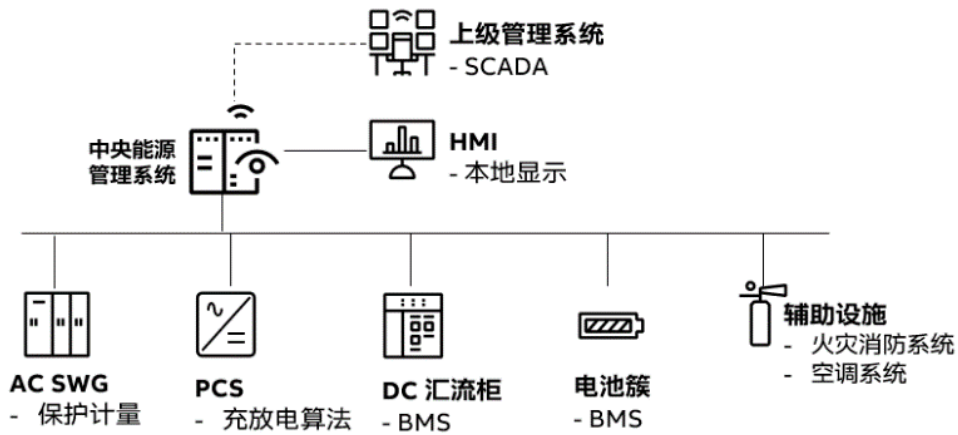 上级管理系统
- SCADA
中央能源
管理系统
HMI
- 本地显示
AC SWG
- 保护计量
PCS
- 充放电算法
DC 汇流柜
- BMS
电池簇
- BMS
辅助设施
- 火灾消防系统
- 空调系统